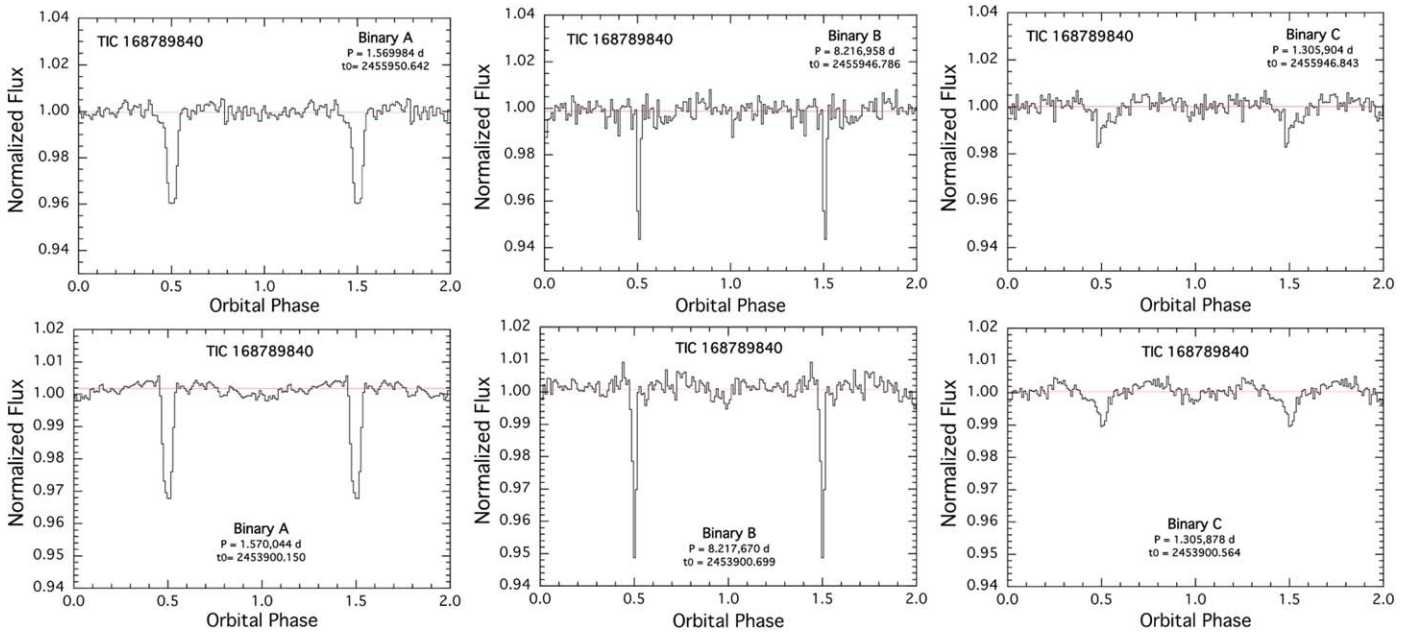 1.04
1.02
1.00
0.98
0.96
0.94
Normalized Flux
TIC 168789840
Binary A
P = 1.569984 d
t0= 2455950.642
0.0 0.5 1.0 1.5 2.0
Orbital Phase
1.04
1.02
1.00
0.98
0.96
0.94
Normalized Flux
TIC 168789840
Binary B
P = 8.216,958 d
t0= 2455946.786
0.0 0.5 1.0 1.5 2.0
Orbital Phase
1.04
1.02
1.00
0.98
0.96
0.94
Normalized Flux
TIC 168789840
Binary C
P = 1.305,904 d
t0= 2455946.843
0.0 0.5 1.0 1.5 2.0
Orbital Phase
1.02
1.01
1.00
0.99
0.98
0.97
0.96
0.95
0.94
Normalized Flux
TIC 168789840
Binary A
P = 1.570,044 d
t0= 2453900.150
0.0 0.5 1.0 1.5 2.0
Orbital Phase
1.02
1.01
1.00
0.99
0.98
0.97
0.96
0.95
0.94
Normalized Flux
TIC 168789840
Binary B
P = 8.217,670 d
t0= 2453900.699
0.0 0.5 1.0 1.5 2.0
Orbital Phase
1.02
1.01
1.00
0.99
0.98
0.97
0.96
0.95
0.94
Normalized Flux
TIC 168789840
Binary C
P = 1.305,878 d
t0= 2453900.564
0.0 0.5 1.0 1.5 2.0
Orbital Phase